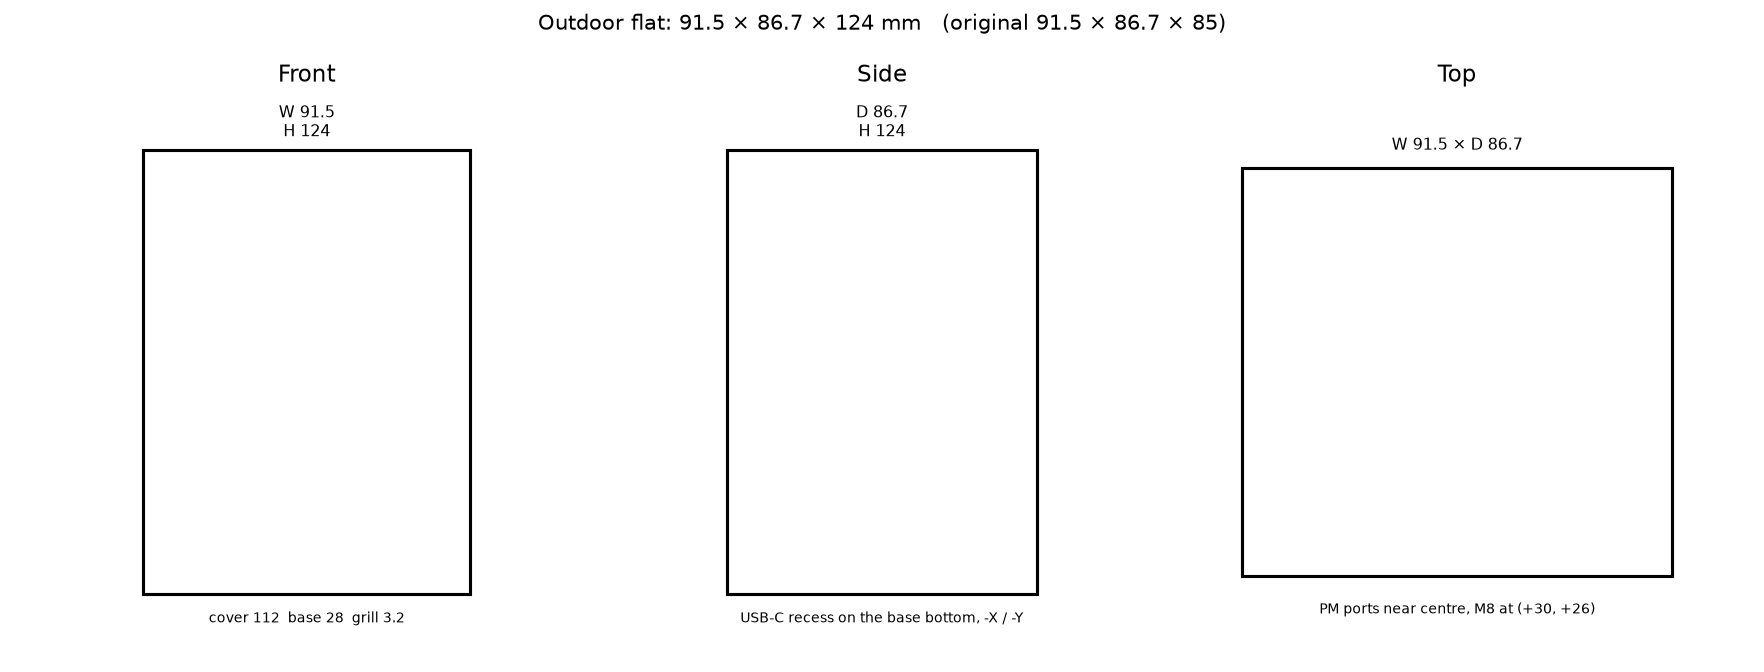 Outdoor flat: 91.5 × 86.7 × 124 mm (original 91.5 × 86.7 × 85)
Front
W 91.5
H 124
cover 112 base 28 grill 3.2
Side
D 86.7
H 124
USB-C recess on the base bottom, -X / -Y
Top
W 91.5 × D 86.7
PM ports near centre, M8 at (+30, +26)